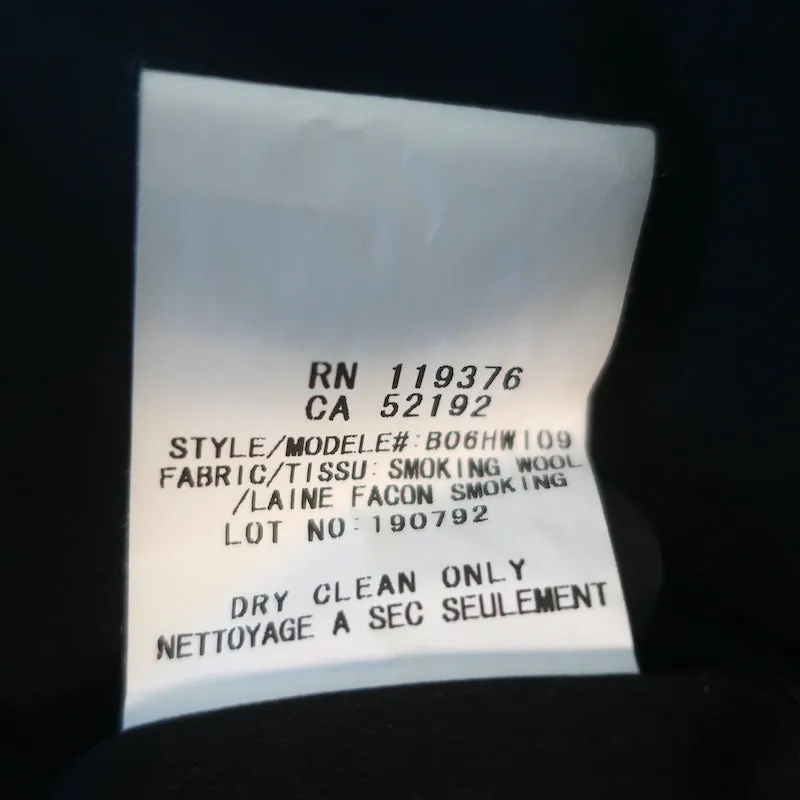 RN 119376
CA 52192
STYLE/MODELE#:B06HW109
FABRIC/TISSU: SMOKING WOOL
/LAINE FACON SMOKING
LOT NO:190792
DRY CLEAN ONLY
NETTOYAGE A SEC SEULEMENT